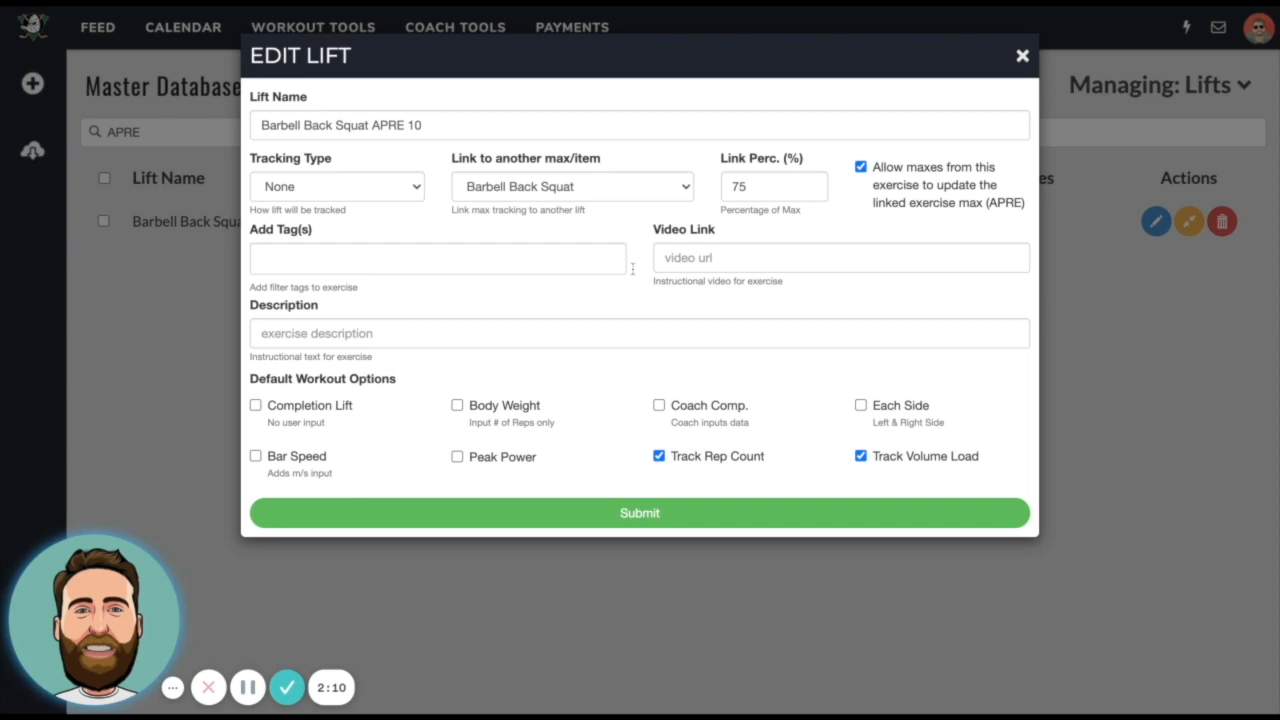 FEED CALENDAR WORKOUT TOOLS COACH TOOLS PAYMENTS
EDIT LIFT
Master Database
Managing: Lifts
Lift Name
Barbell Back Squat APRE 10
APRE
Tracking Type
Link to another max/item
Link Perc. (%)
Allow maxes from this
exercise to update the
linked exercise max (APRE)
None
Barbell Back Squat
75
How lift will be tracked
Link max tracking to another lift
Percentage of Max
Lift Name
Actions
Barbell Back Squa
Add Tag(s)
Video Link
video url
Add filter tags to exercise
Instructional video for exercise
Description
exercise description
Instructional text for exercise
Default Workout Options
Completion Lift
No user input
Body Weight
Input # of Reps only
Coach Comp.
Coach inputs data
Each Side
Left & Right Side
Bar Speed
Adds m/s input
Peak Power
Track Rep Count
Track Volume Load
Submit
2:10